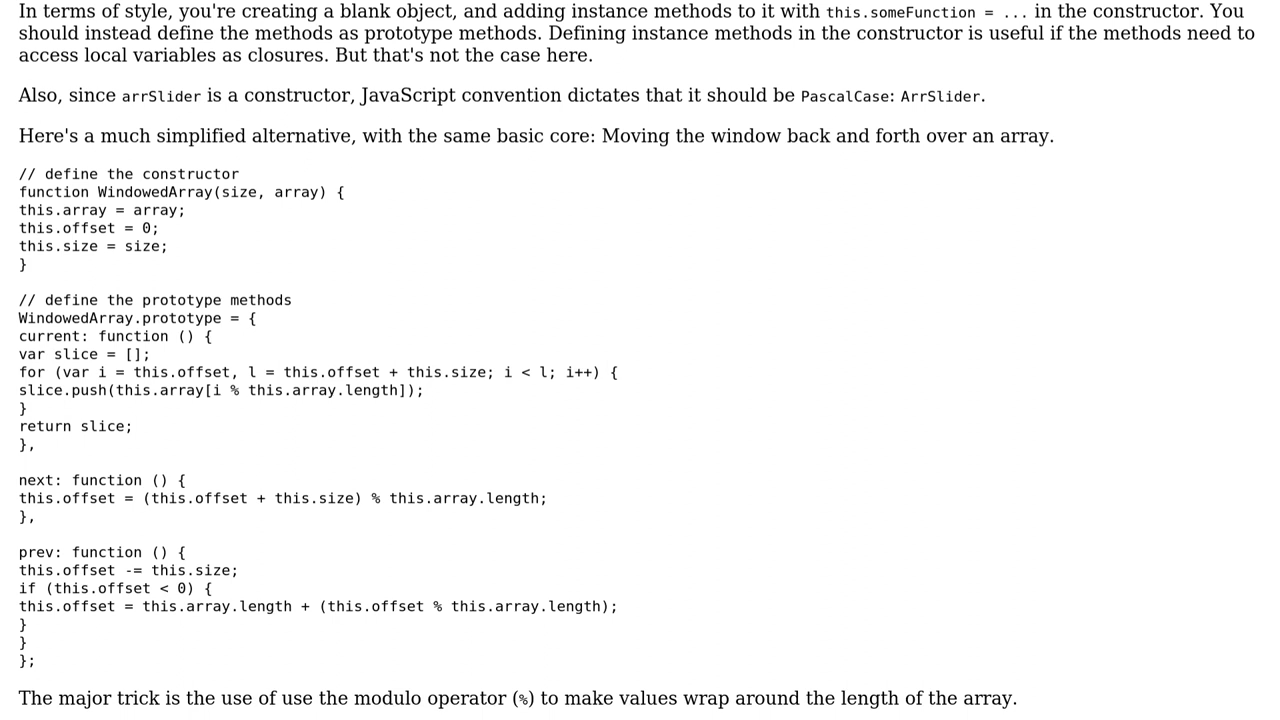 In terms of style, you're creating a blank object, and adding instance methods to it with this.someFunction = ... in the constructor. You
should instead define the methods as prototype methods. Defining instance methods in the constructor is useful if the methods need to
access local variables as closures. But that's not the case here.
Also, since arrSlider is a constructor, JavaScript convention dictates that it should be PascalCase: ArrSlider.
Here's a much simplified alternative, with the same basic core: Moving the window back and forth over an array.
// define the constructor
function WindowedArray(size, array) {
this.array = array;
this.offset = 0;
this.size = size;
}
// define the prototype methods
WindowedArray.prototype = {
current: function () {
var slice = [];
for (var i = this.offset, l = this.offset + this.size; i < l; i++) {
slice.push(this.array[i % this.array.length]);
}
return slice;
},
next: function () {
this.offset = (this.offset + this.size) % this.array.length;
},
prev: function () {
this.offset -= this.size;
if (this.offset < 0) {
this.offset = this.array.length + (this.offset % this.array.length);
}
}
};
The major trick is the use of use the modulo operator (%) to make values wrap around the length of the array.